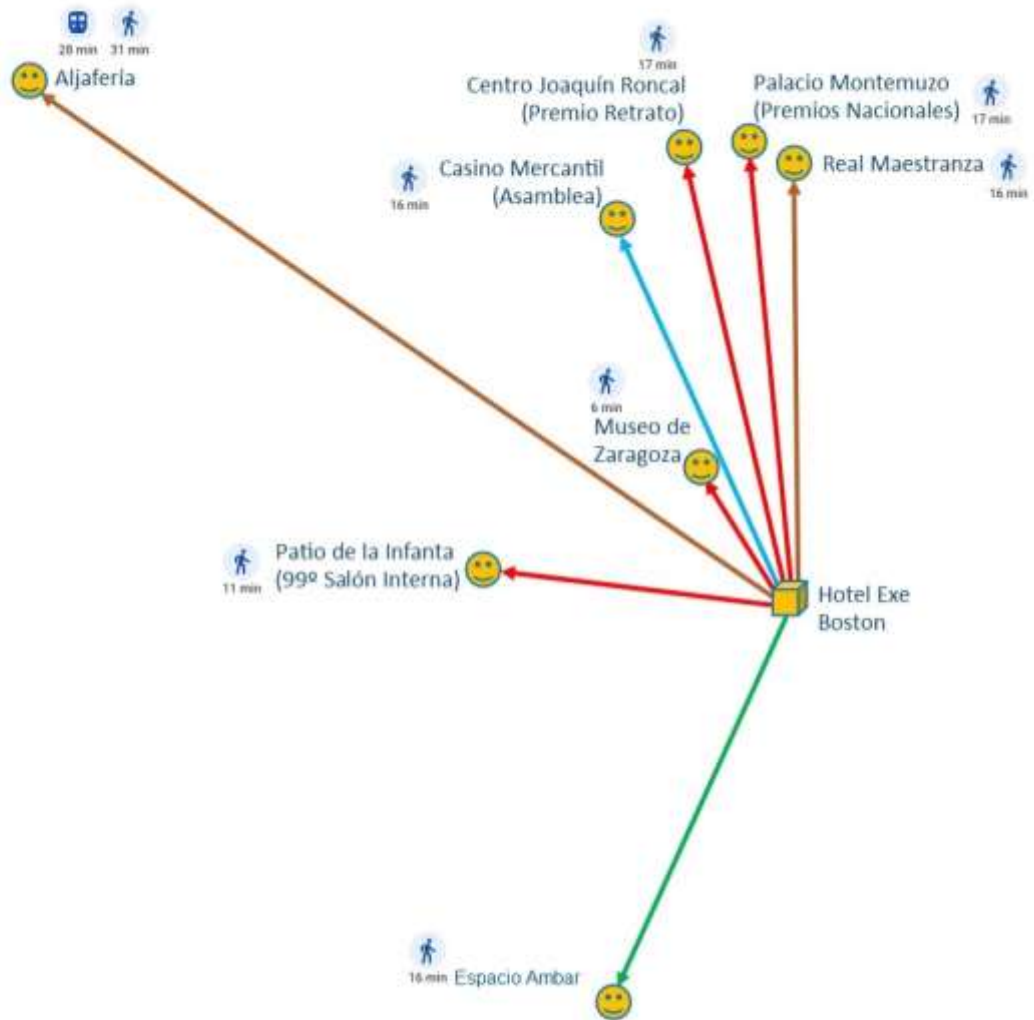 28 min 31 min
Aljafería
17 min
Centro Joaquín Roncal
(Premio Retrato)
Palacio Montemuzo
(Premios Nacionales)
17 min
Casino Mercantil
(Asamblea)
16 min
Real Maestranza
16 min
6 min
Museo de
Zaragoza
Patio de la Infanta
(99º Salón Interna)
11 min
Hotel Exe
Boston
16 min Espacio Ambar